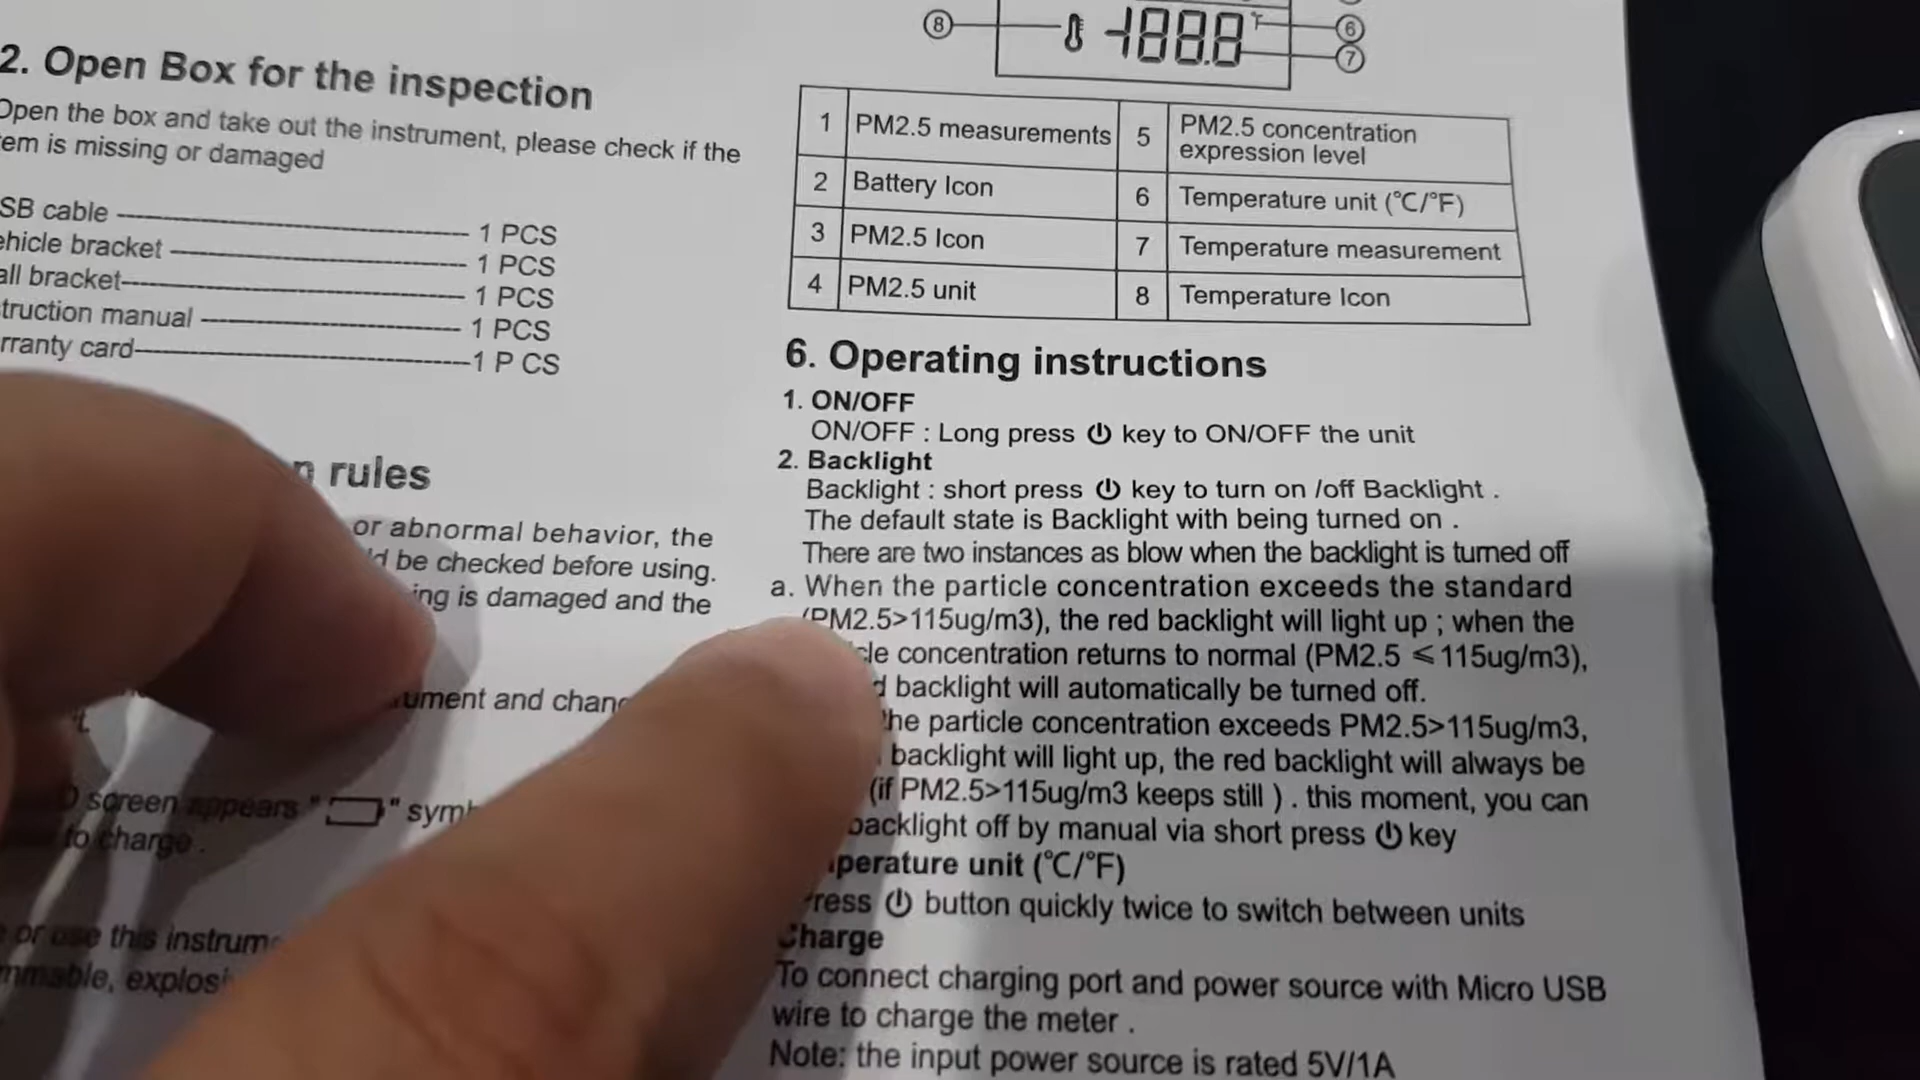 2. Open Box for the inspection
Open the box and take out the instrument, please check if the
em is missing or damaged
SB cable 1 PCS
ehicle bracket 1 PCS
all bracket 1 PCS
truction manual 1 PCS
rranty card 1 P CS
rules
or abnormal behavior, the
be checked before using.
ing is damaged and the
ument and chang
screen appears " " symb
to charge .
or use this instrume
mmable, explosi
8 -188.8 °F 6
7
1 PM2.5 measurements 5 PM2.5 concentration
expression level
2 Battery Icon 6 Temperature unit (°C/°F)
3 PM2.5 Icon 7 Temperature measurement
4 PM2.5 unit 8 Temperature Icon
6. Operating instructions
1. ON/OFF
ON/OFF : Long press ⏻ key to ON/OFF the unit
2. Backlight
Backlight : short press ⏻ key to turn on /off Backlight .
The default state is Backlight with being turned on .
There are two instances as blow when the backlight is turned off
a. When the particle concentration exceeds the standard
(PM2.5>115ug/m3), the red backlight will light up ; when the
cle concentration returns to normal (PM2.5 ⩽ 115ug/m3),
d backlight will automatically be turned off.
he particle concentration exceeds PM2.5>115ug/m3,
backlight will light up, the red backlight will always be
(if PM2.5>115ug/m3 keeps still ) . this moment, you can
backlight off by manual via short press ⏻ key
perature unit (°C/°F)
ress ⏻ button quickly twice to switch between units
Charge
To connect charging port and power source with Micro USB
wire to charge the meter .
Note: the input power source is rated 5V/1A